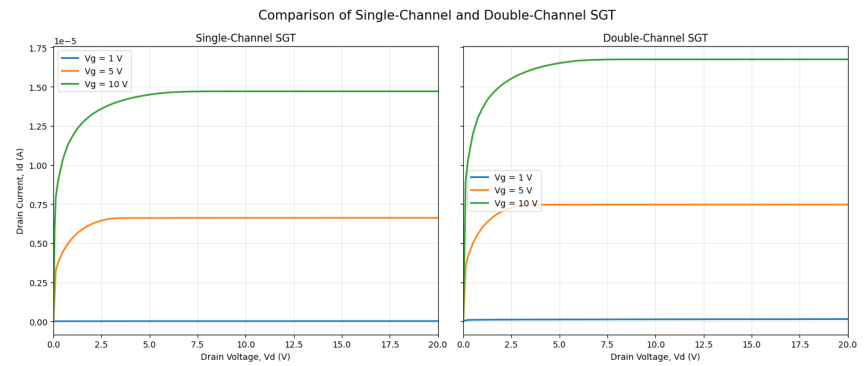 Comparison of Single-Channel and Double-Channel SGT
Single-Channel SGT
1e−5
Vg = 1 V
Vg = 5 V
Vg = 10 V
1.75
1.50
1.25
1.00
0.75
0.50
0.25
0.00
Drain Current, Id (A)
0.0 2.5 5.0 7.5 10.0 12.5 15.0 17.5 20.0
Drain Voltage, Vd (V)
Double-Channel SGT
Vg = 1 V
Vg = 5 V
Vg = 10 V
0.0 2.5 5.0 7.5 10.0 12.5 15.0 17.5 20.0
Drain Voltage, Vd (V)